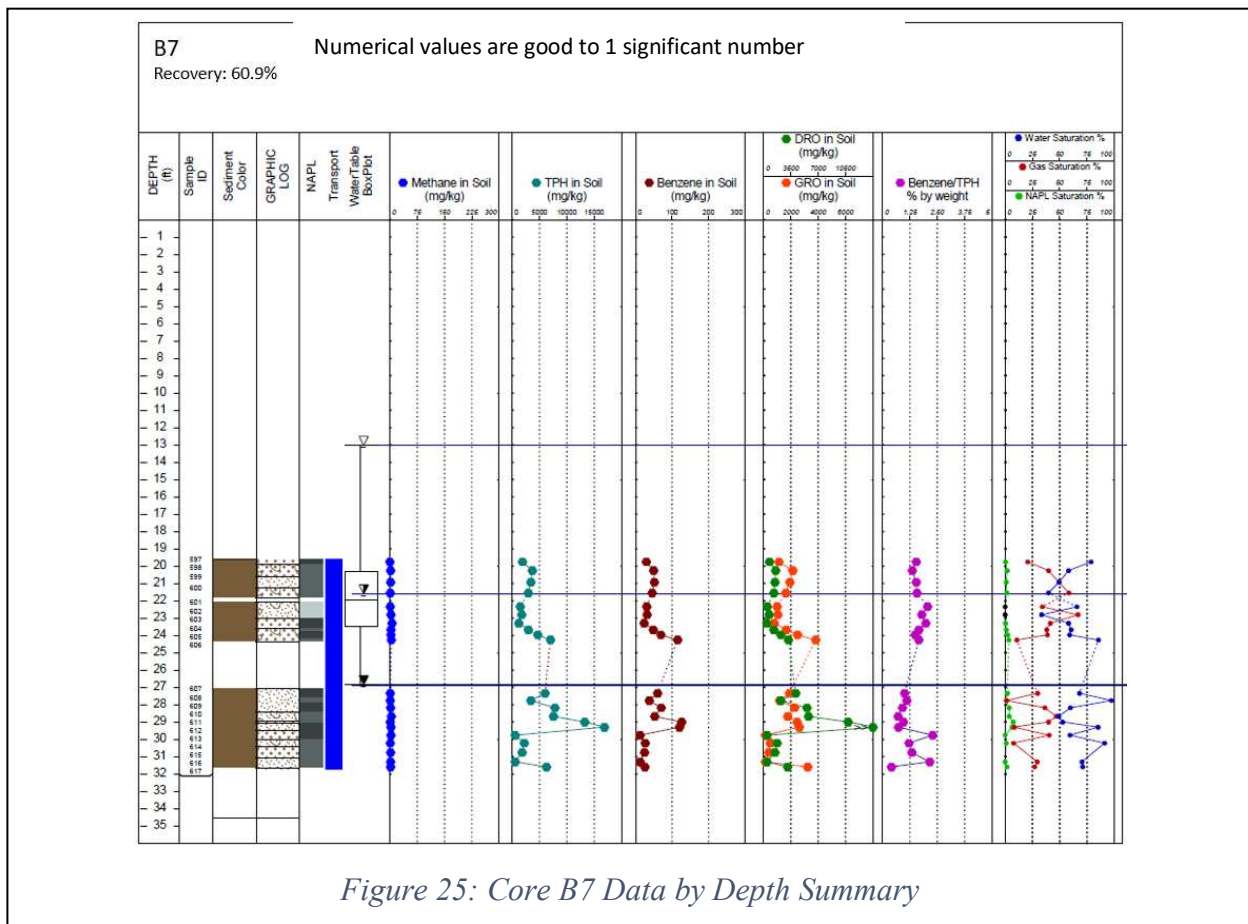 B7
Numerical values are good to 1 significant number
Recovery: 60.9%
DEPTH (ft)
Sample ID
Sediment Color
GRAPHIC LOG
NAPL
Transport
WaterTable BoxPlot
Methane in Soil (mg/kg)
0 75 150 225 300
TPH in Soil (mg/kg)
0 5000 10000 15000
Benzene in Soil (mg/kg)
0 100 200 300
DRO in Soil (mg/kg)
GRO in Soil (mg/kg)
0 2000 4000 6000
Benzene/TPH % by weight
0 2.5 3.75 5
Water Saturation %
0 25 50 75 100
Gas Saturation %
0 25 50 75 100
NAPL Saturation %
0 25 50 75 100
1
2
3
4
5
6
7
8
9
10
11
12
13
14
15
16
17
18
19
20
21
22
23
24
25
26
27
28
29
30
31
32
33
34
35
597
598
599
600
601
602
603
604
605
606
607
608
609
610
611
612
613
614
615
616
617
Figure 25: Core B7 Data by Depth Summary